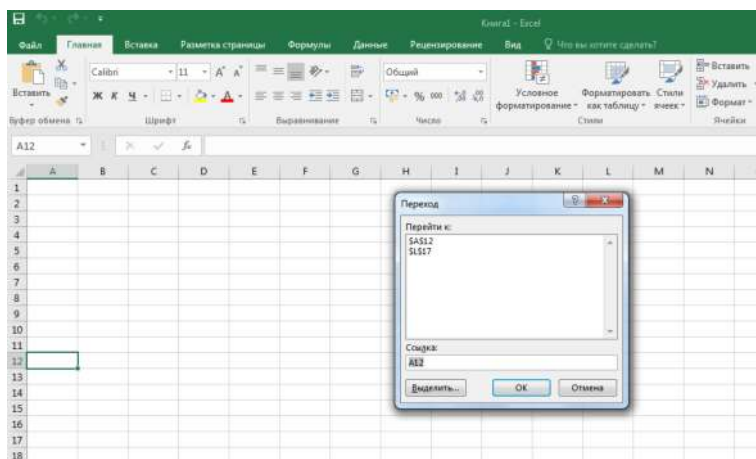 Книга1 - Excel
Файл Главная Вставка Разметка страницы Формулы Данные Рецензирование Вид Что вы хотите сделать?
Вставить Calibri 11 Общий Условное форматирование Форматировать как таблицу Стили ячеек Вставить Удалить Формат
Ж К Ч % 000
Буфер обмена Шрифт Выравнивание Число Стили Ячейки
A12 fx
A B C D E F G H I J K L M N
1
2
3
4
5
6
7
8
9
10
11
12
13
14
15
16
17
18
Переход
Перейти к:
$A$12
$L$17
Ссылка:
A12
Выделить... ОК Отмена